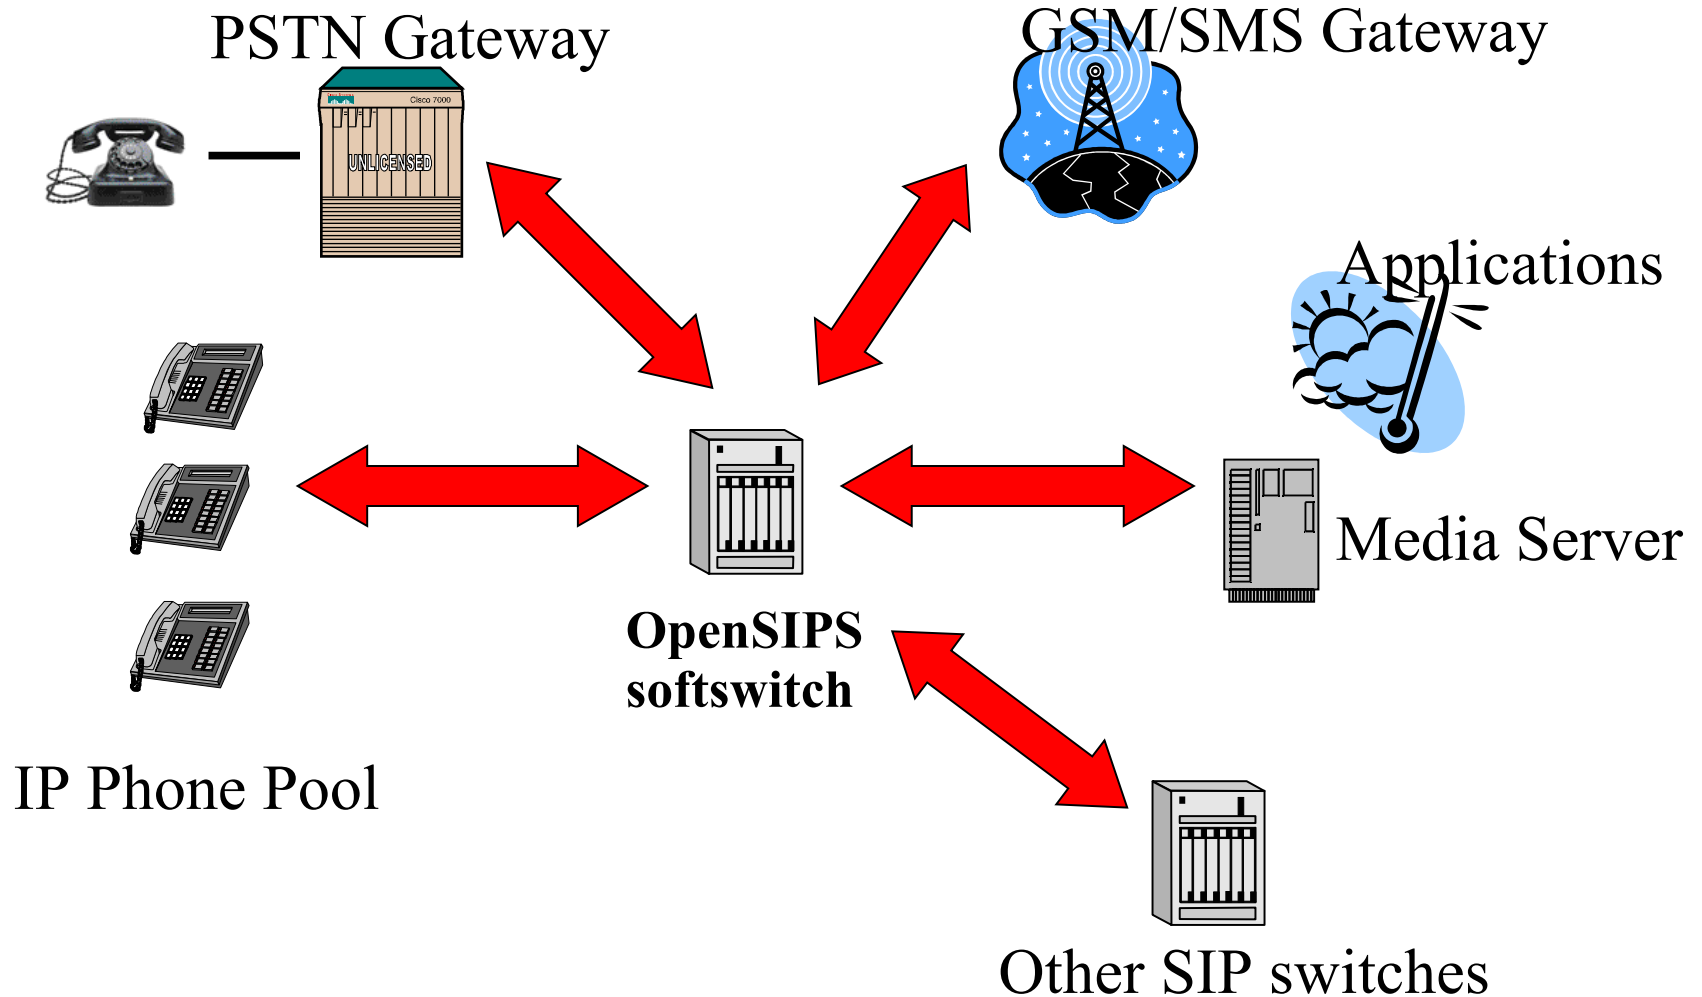 PSTN Gateway
GSM/SMS Gateway
Cisco 7000
UNLICENSED
Applications
Media Server
OpenSIPS
softswitch
IP Phone Pool
Other SIP switches